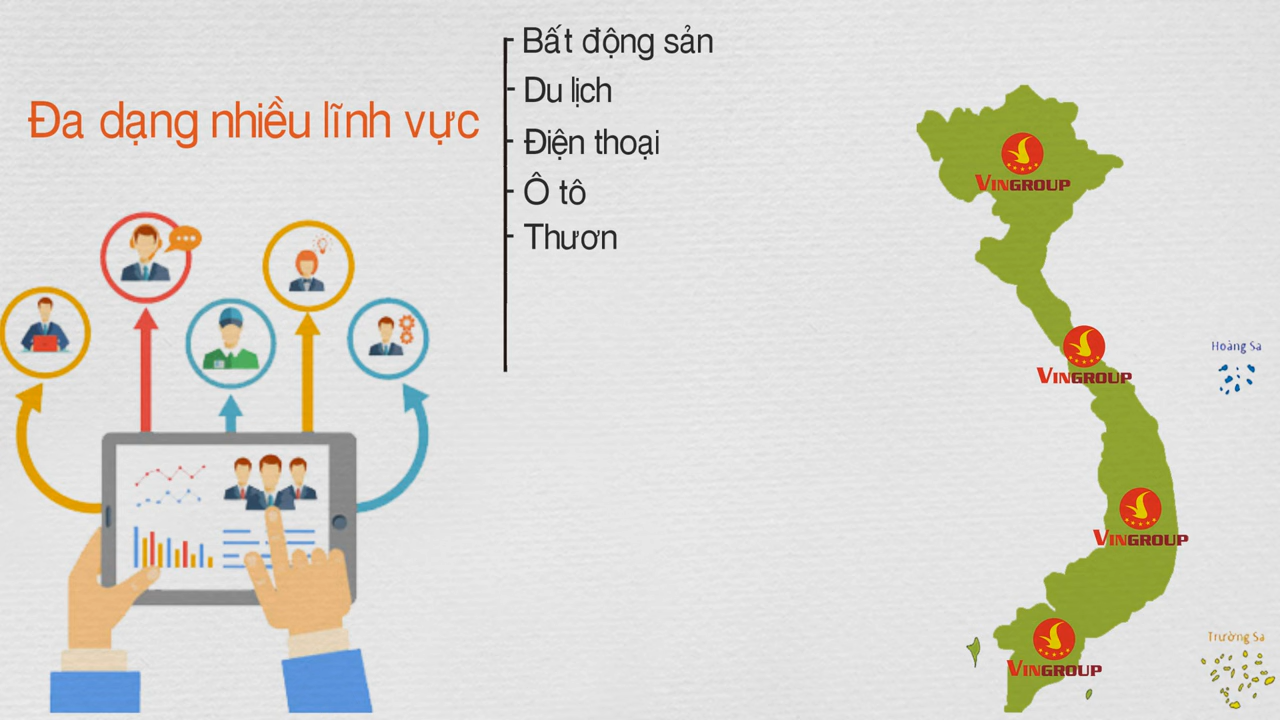 Đa dạng nhiều lĩnh vực
Bất động sản
Du lịch
Điện thoại
Ô tô
Thươn
VINGROUP
VINGROUP
VINGROUP
VINGROUP
Hoàng Sa
Trường Sa